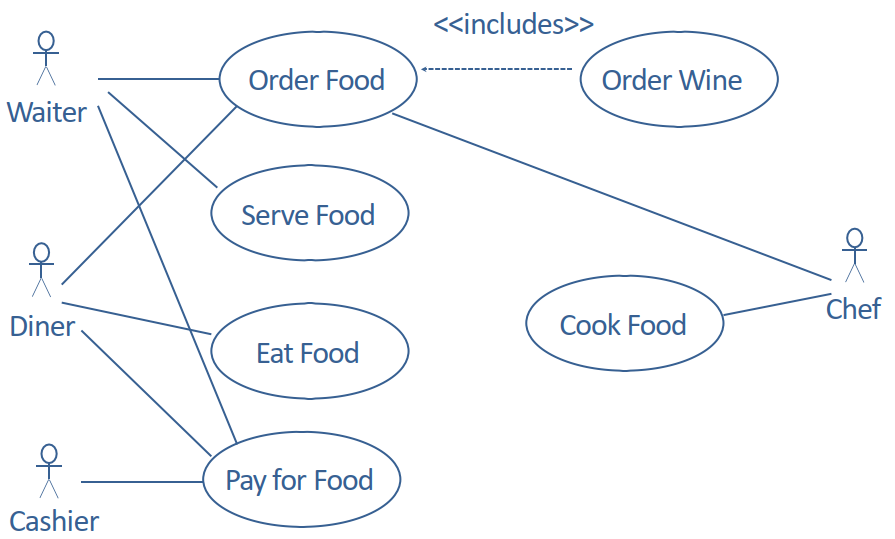 <<includes>>
Order Food
Order Wine
Waiter
Serve Food
Diner
Chef
Cook Food
Eat Food
Pay for Food
Cashier